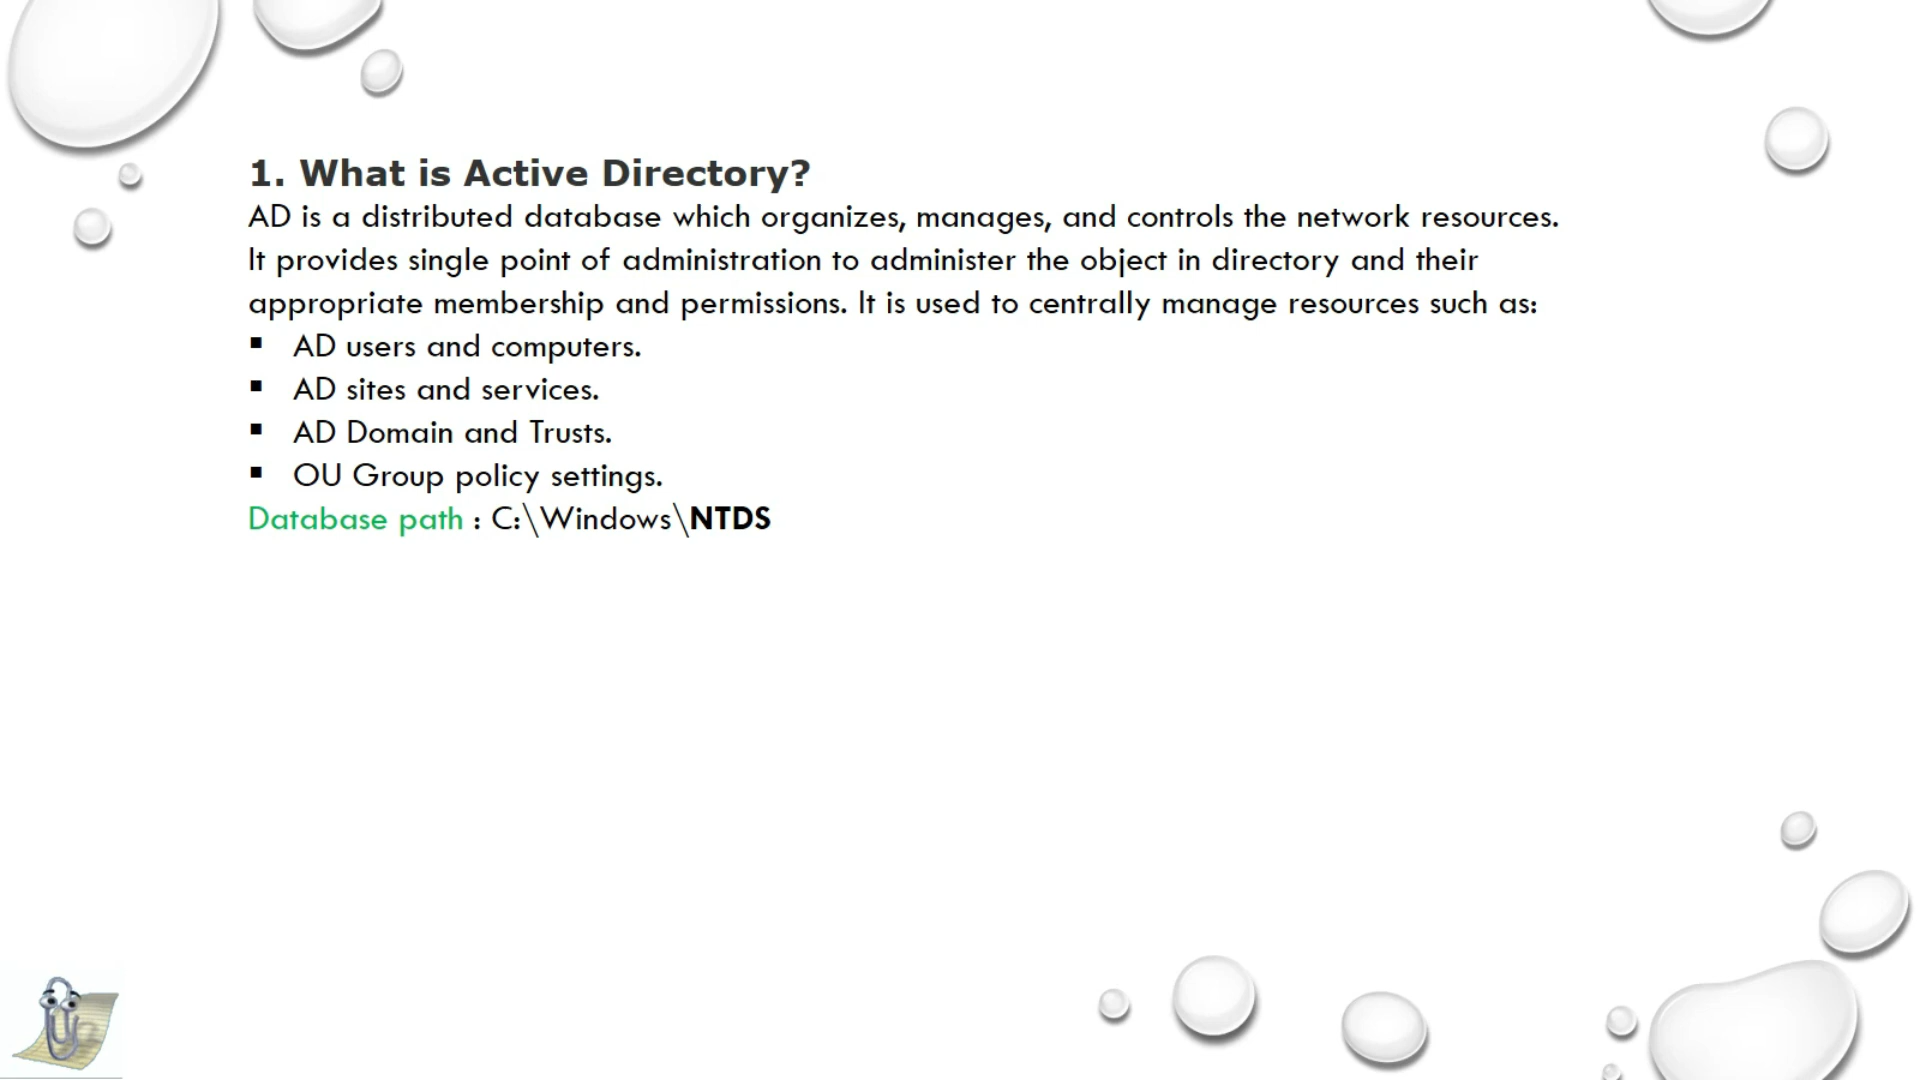 1. What is Active Directory?
AD is a distributed database which organizes, manages, and controls the network resources.
It provides single point of administration to administer the object in directory and their
appropriate membership and permissions. It is used to centrally manage resources such as:
▪ AD users and computers.
▪ AD sites and services.
▪ AD Domain and Trusts.
▪ OU Group policy settings.
Database path : C:\Windows\NTDS